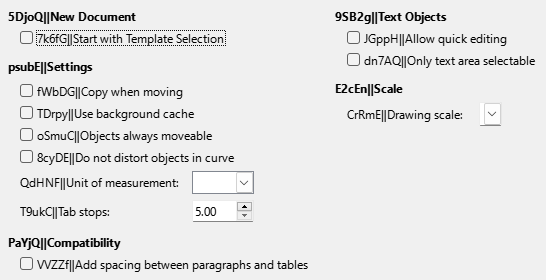 5DjoQ||New Document
7k6fG||Start with Template Selection
psubE||Settings
fWbDG||Copy when moving
TDrpy||Use background cache
oSmuC||Objects always moveable
8cyDE||Do not distort objects in curve
QdHNF||Unit of measurement:
T9ukC||Tab stops: 5.00
PaYjQ||Compatibility
VVZZf||Add spacing between paragraphs and tables
9SB2g||Text Objects
JGppH||Allow quick editing
dn7AQ||Only text area selectable
E2cEn||Scale
CrRmE||Drawing scale: